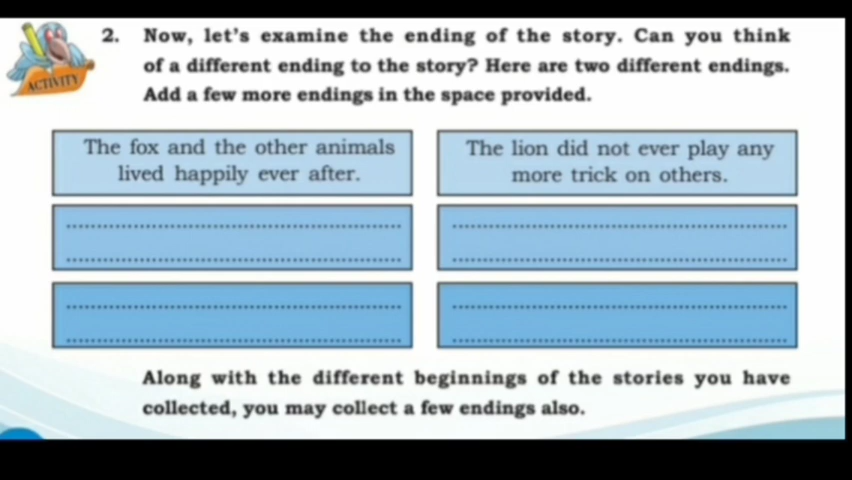 ACTIVITY
2. Now, let's examine the ending of the story. Can you think
of a different ending to the story? Here are two different endings.
Add a few more endings in the space provided.
The fox and the other animals
lived happily ever after.
The lion did not ever play any
more trick on others.
Along with the different beginnings of the stories you have
collected, you may collect a few endings also.